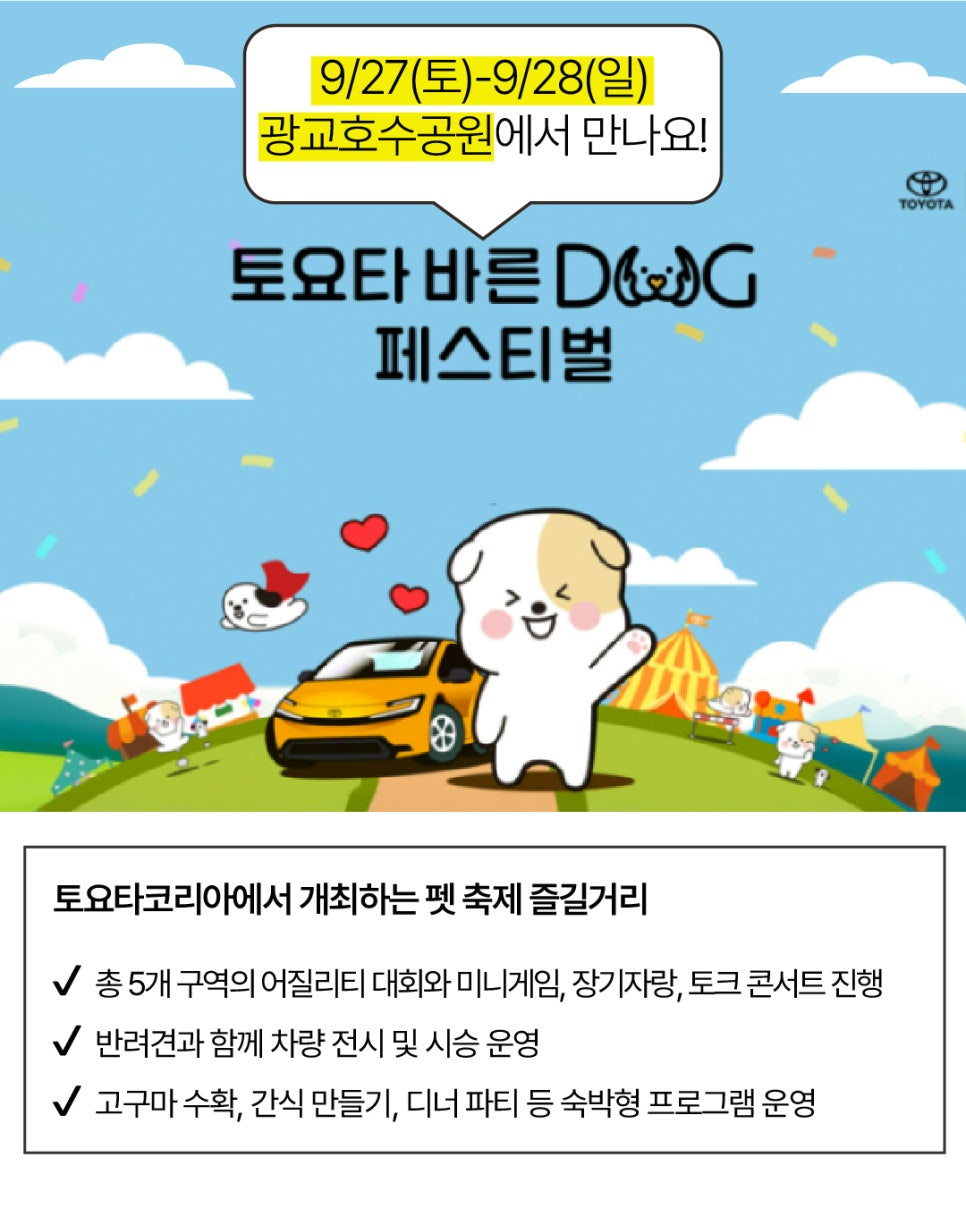 9/27(토)-9/28(일)
광교호수공원에서 만나요!
TOYOTA
토요타 바른 DOG
페스티벌
토요타코리아에서 개최하는 펫 축제 즐길거리
✓ 총 5개 구역의 어질리티 대회와 미니게임, 장기자랑, 토크 콘서트 진행
✓ 반려견과 함께 차량 전시 및 시승 운영
✓ 고구마 수확, 간식 만들기, 디너 파티 등 숙박형 프로그램 운영